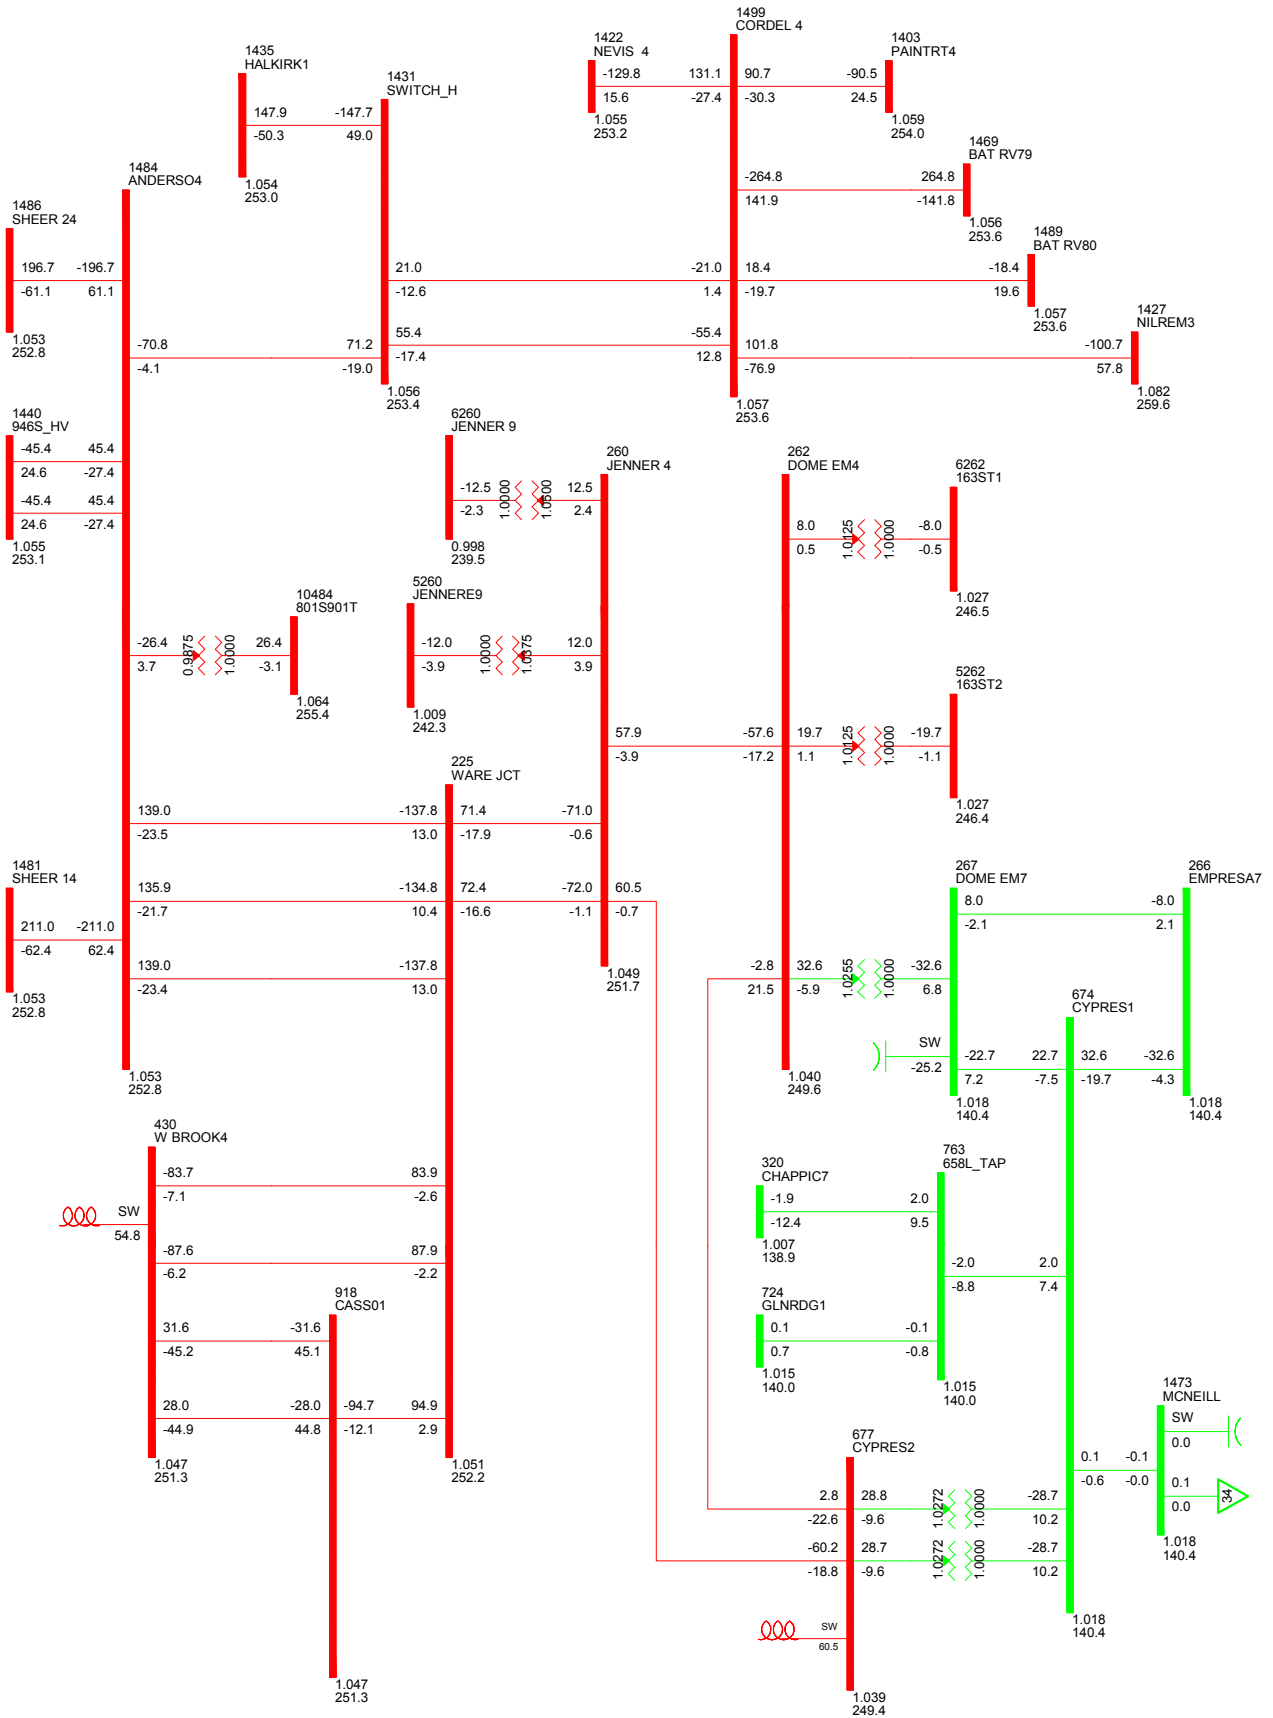 1499
CORDEL 4
1422
NEVIS  4
1403
PAINTRT4
1435
HALKIRK1
1431
SWITCH_H
-129.8 131.1 90.7 -90.5
15.6 -27.4 -30.3 24.5
147.9 -147.7
-50.3 49.0
1.055
253.2
1.059
254.0
1469
BAT RV79
1484
ANDERSO4
1.054
253.0
-264.8 264.8
141.9 -141.8
1486
SHEER 24
1.056
253.6
1489
BAT RV80
196.7 -196.7
-61.1 61.1
21.0 -21.0 18.4 -18.4
-12.6 1.4 -19.7 19.6
1.057
253.6
1427
NILREM3
1.053
252.8
-70.8 71.2
-4.1 -19.0
55.4 -55.4
-17.4 12.8
101.8 -100.7
-76.9 57.8
1.056
253.4
1.057
253.6
1.082
259.6
1440
946S_HV
-45.4 45.4
24.6 -27.4
-45.4 45.4
24.6 -27.4
1.055
253.1
6260
JENNER 9
260
JENNER 4
262
DOME EM4
6262
163ST1
-12.5 1.0000 1.0500 12.5
-2.3 2.4
0.998
239.5
8.0 1.0125 1.0000 -8.0
0.5 -0.5
1.027
246.5
10484
801S901T
5260
JENNERE9
-26.4 0.9875 1.0000 26.4
3.7 -3.1
1.064
255.4
-12.0 1.0000 1.0375 12.0
-3.9 3.9
1.009
242.3
5262
163ST2
57.9 -57.6 19.7 1.0125 1.0000 -19.7
-3.9 -17.2 1.1 -1.1
1.027
246.4
225
WARE JCT
139.0 -137.8 71.4 -71.0
-23.5 13.0 -17.9 -0.6
1481
SHEER 14
135.9 -134.8 72.4 -72.0 60.5
-21.7 10.4 -16.6 -1.1 -0.7
211.0 -211.0
-62.4 62.4
139.0 -137.8
-23.4 13.0
1.053
252.8
1.049
251.7
267
DOME EM7
266
EMPRESA7
8.0 -8.0
-2.1 2.1
-2.8 32.6 1.0255 1.0000 -32.6
21.5 -5.9 6.8
674
CYPRES1
SW
-25.2
-22.7 22.7 32.6 -32.6
7.2 -7.5 -19.7 -4.3
1.053
252.8
1.040
249.6
1.018
140.4
1.018
140.4
430
W BROOK4
-83.7 83.9
-7.1 -2.6
SW
54.8
-87.6 87.9
-6.2 -2.2
918
CASS01
31.6 -31.6
-45.2 45.1
28.0 -28.0 -94.7 94.9
-44.9 44.8 -12.1 2.9
1.047
251.3
1.051
252.2
1.047
251.3
320
CHAPPIC7
763
658L_TAP
-1.9 2.0
-12.4 9.5
1.007
138.9
-2.0 2.0
-8.8 7.4
724
GLNRDG1
0.1 -0.1
0.7 -0.8
1.015
140.0
1.015
140.0
1473
MCNEILL
SW
0.0
0.1 -0.1
-0.6 -0.0
0.1
0.0
34
1.018
140.4
677
CYPRES2
2.8 28.8 1.0272 1.0000 -28.7
-22.6 -9.6 10.2
-60.2 28.7 1.0272 1.0000 -28.7
-18.8 -9.6 10.2
SW
60.5
1.018
140.4
1.039
249.4